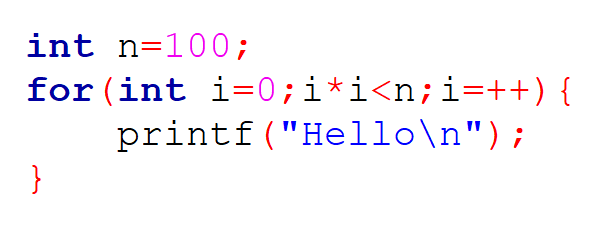 int n=100;
for(int i=0;i*i<n;i=++){
    printf("Hello\n");
}